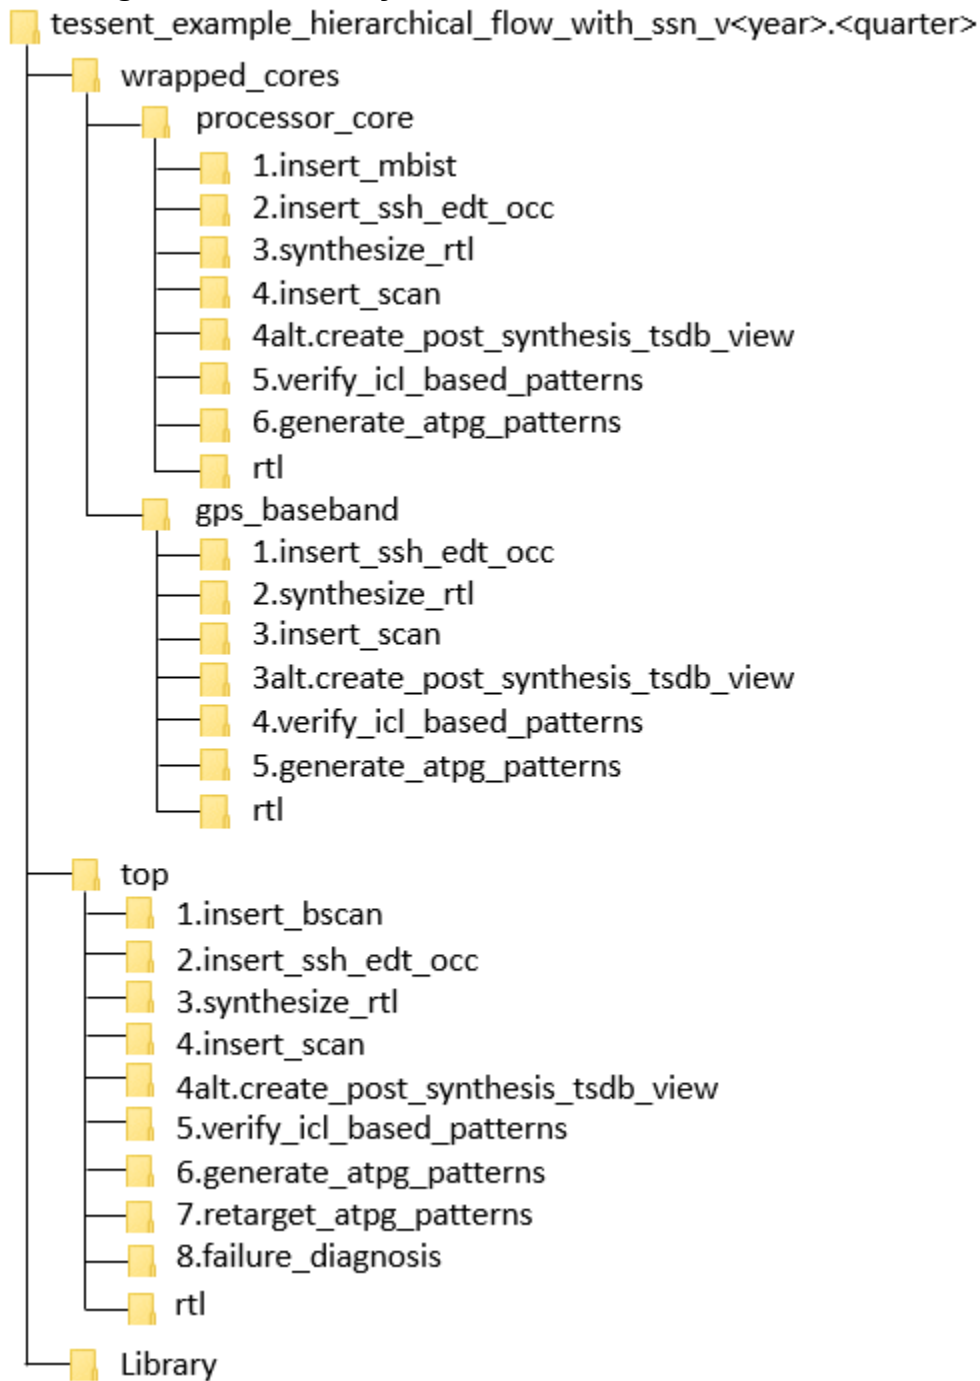 tessent_example_hierarchical_flow_with_ssn_v<year>.<quarter>
wrapped_cores
processor_core
1.insert_mbist
2.insert_ssh_edt_occ
3.synthesize_rtl
4.insert_scan
4alt.create_post_synthesis_tsdb_view
5.verify_icl_based_patterns
6.generate_atpg_patterns
rtl
gps_baseband
1.insert_ssh_edt_occ
2.synthesize_rtl
3.insert_scan
3alt.create_post_synthesis_tsdb_view
4.verify_icl_based_patterns
5.generate_atpg_patterns
rtl
top
1.insert_bscan
2.insert_ssh_edt_occ
3.synthesize_rtl
4.insert_scan
4alt.create_post_synthesis_tsdb_view
5.verify_icl_based_patterns
6.generate_atpg_patterns
7.retarget_atpg_patterns
8.failure_diagnosis
rtl
Library